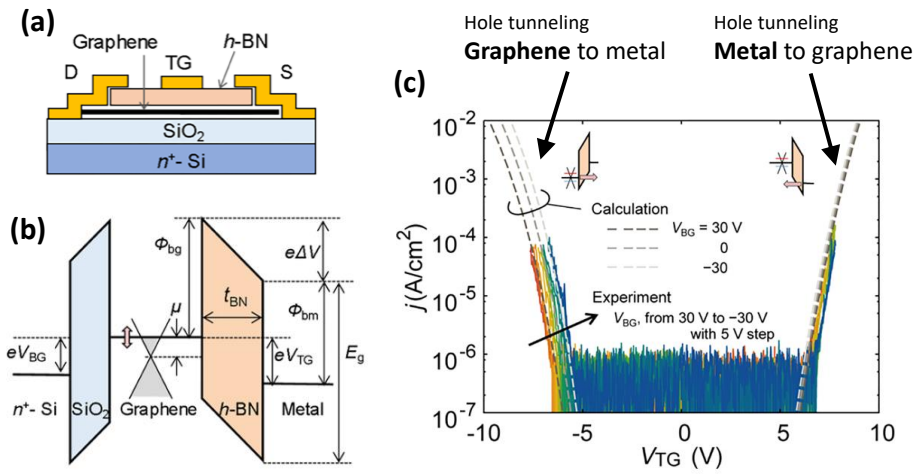 (a)
Graphene
h-BN
D
TG
S
SiO₂
n⁺- Si
(b)
Φbg
eΔV
tBN
μ
Φbm
eVBG
eVTG
Eg
n⁺- Si
SiO₂
Graphene
h-BN
Metal
Hole tunneling
Graphene to metal
Hole tunneling
Metal to graphene
(c)
10⁻²
10⁻³
10⁻⁴
10⁻⁵
10⁻⁶
10⁻⁷
j(A/cm²)
Calculation
VBG = 30 V
0
−30
Experiment
VBG, from 30 V to −30 V
with 5 V step
-10
-5
0
5
10
VTG (V)